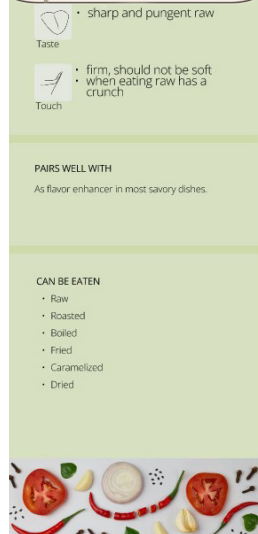 • sharp and pungent raw
Taste
• firm, should not be soft
• when eating raw has a
crunch
Touch
PAIRS WELL WITH
As flavor enhancer in most savory dishes.
CAN BE EATEN
• Raw
• Roasted
• Boiled
• Fried
• Caramelized
• Dried